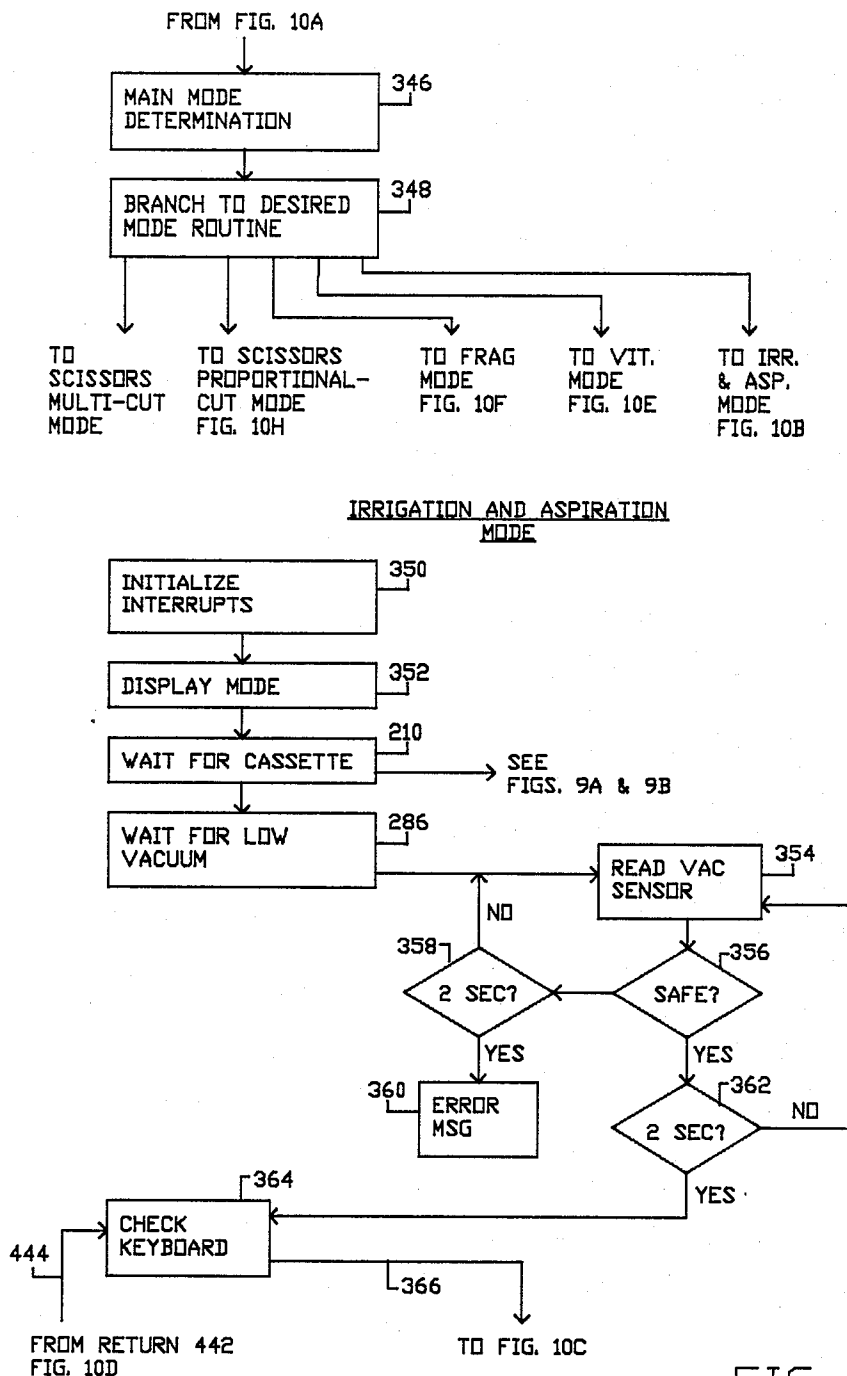 FROM FIG. 10A
346
MAIN MODE
DETERMINATION
348
BRANCH TO DESIRED
MODE ROUTINE
TO
SCISSORS
MULTI-CUT
MODE
TO SCISSORS
PROPORTIONAL-
CUT MODE
FIG. 10H
TO FRAG
MODE
FIG. 10F
TO VIT.
MODE
FIG. 10E
TO IRR.
& ASP.
MODE
FIG. 10B
IRRIGATION AND ASPIRATION
MODE
350
INITIALIZE
INTERRUPTS
352
DISPLAY MODE
210
WAIT FOR CASSETTE
SEE
FIGS. 9A & 9B
286
WAIT FOR LOW
VACUUM
354
READ VAC
SENSOR
NO
358
2 SEC?
356
SAFE?
YES
YES
360
ERROR
MSG
362
2 SEC?
NO
YES
364
CHECK
KEYBOARD
444
366
FROM RETURN 442
FIG. 10D
TO FIG. 10C